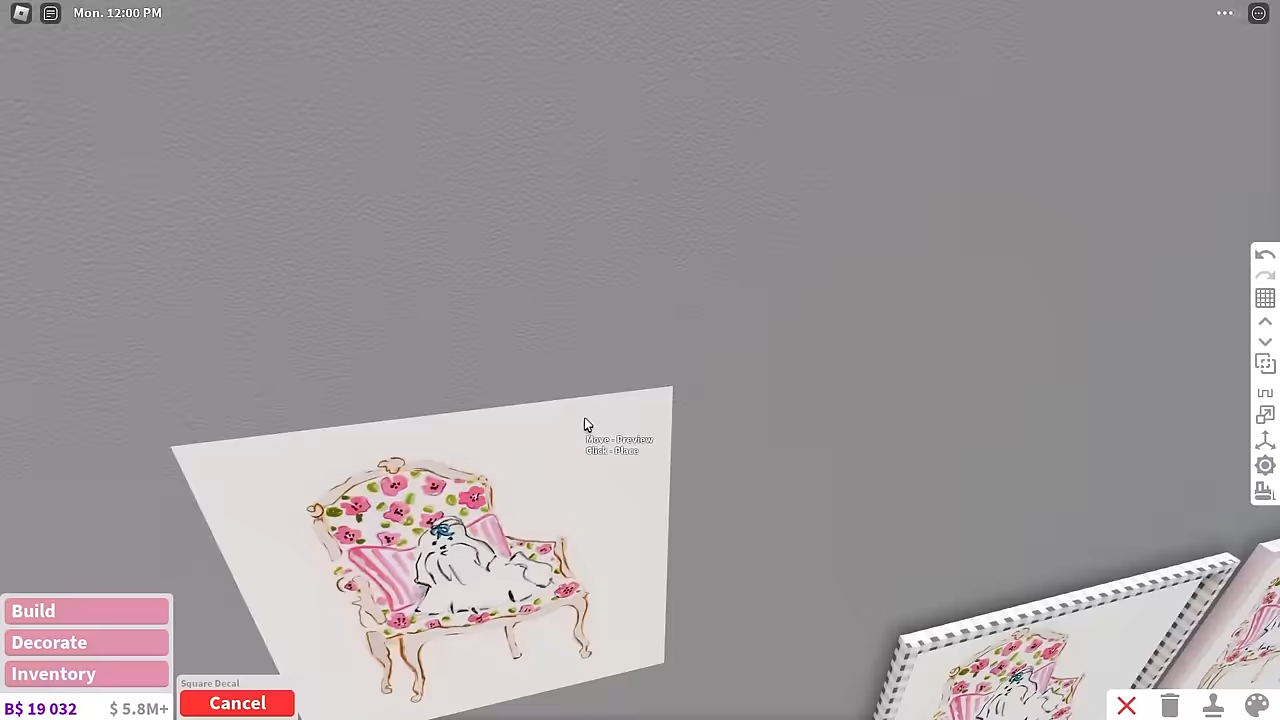 Mon. 12:00 PM
Move - Preview
Click - Place
Build
Decorate
Inventory
B$ 19 032
$ 5.8M+
Square Decal
Cancel